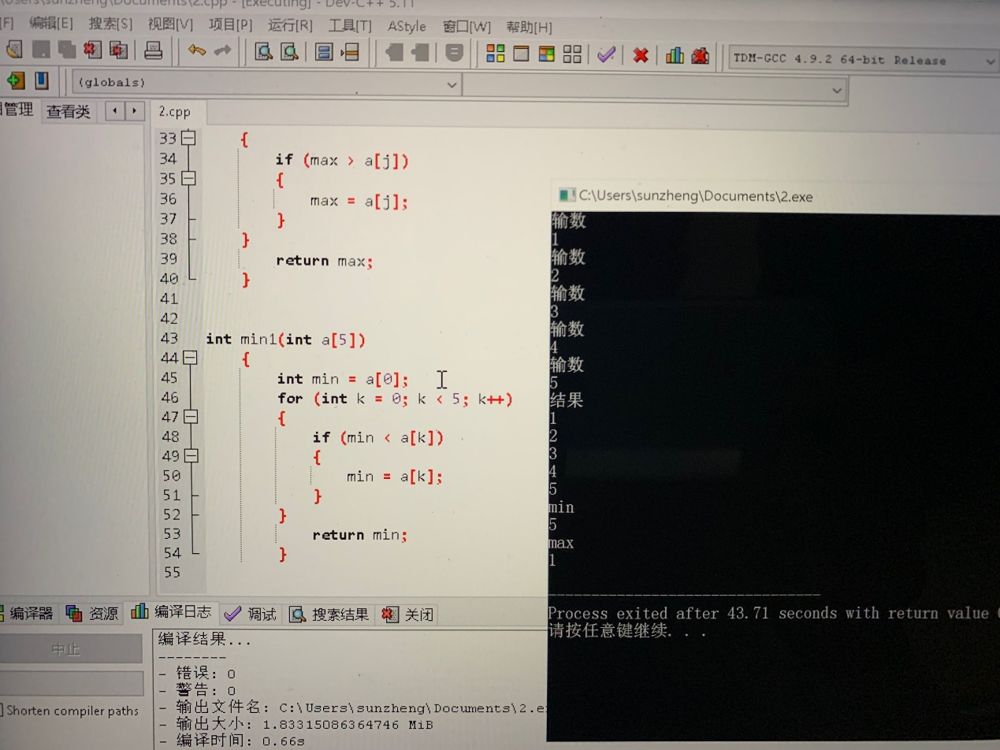 \Users\sunzheng\Documents\2.cpp - [Executing] - Dev-C++ 5.11
[F] 编辑[E] 搜索[S] 视图[V] 项目[P] 运行[R] 工具[T] AStyle 窗口[W] 帮助[H]
TDM-GCC 4.9.2 64-bit Release
(globals)
管理 查看类 2.cpp
33 {
34 if (max > a[j])
35 {
36 max = a[j];
37 }
38 }
39 return max;
40 }
41
42
43 int min1(int a[5])
44 {
45 int min = a[0];
46 for (int k = 0; k < 5; k++)
47 {
48 if (min < a[k])
49 {
50 min = a[k];
51 }
52 }
53 return min;
54 }
55
C:\Users\sunzheng\Documents\2.exe
输数
1
输数
2
输数
3
输数
4
输数
5
结果
1
2
3
4
5
min
5
max
1
--------------------------------
Process exited after 43.71 seconds with return value
请按任意键继续. . .
编译器 资源 编译日志 调试 搜索结果 关闭
中止
Shorten compiler paths
编译结果...
--------
- 错误: 0
- 警告: 0
- 输出文件名: C:\Users\sunzheng\Documents\2.e
- 输出大小: 1.83315086364746 MiB
- 编译时间: 0.66s